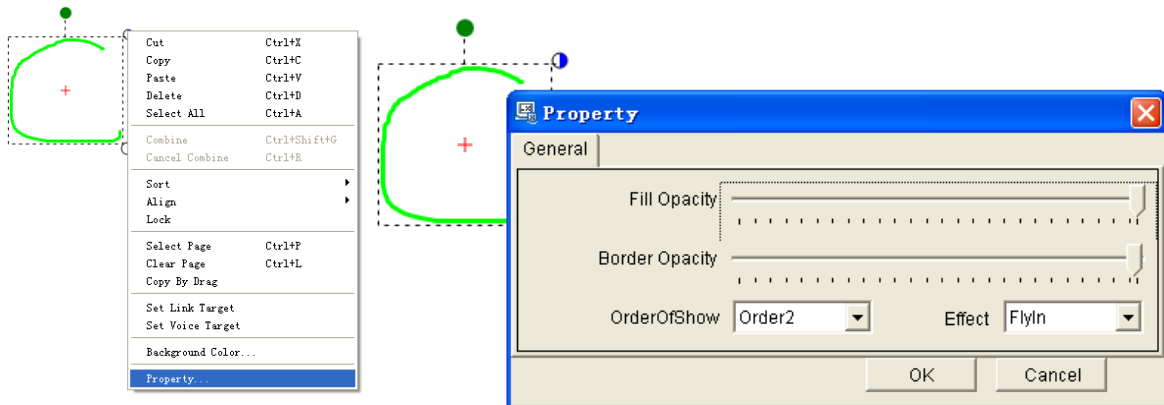 Cut Ctrl+X
Copy Ctrl+C
Paste Ctrl+V
Delete Ctrl+D
Select All Ctrl+A
Combine Ctrl+Shift+G
Cancel Combine Ctrl+R
Sort
Align
Lock
Select Page Ctrl+P
Clear Page Ctrl+L
Copy By Drag
Set Link Target
Set Voice Target
Background Color...
Property...
Property
General
Fill Opacity
Border Opacity
OrderOfShow Order2 Effect FlyIn
OK Cancel